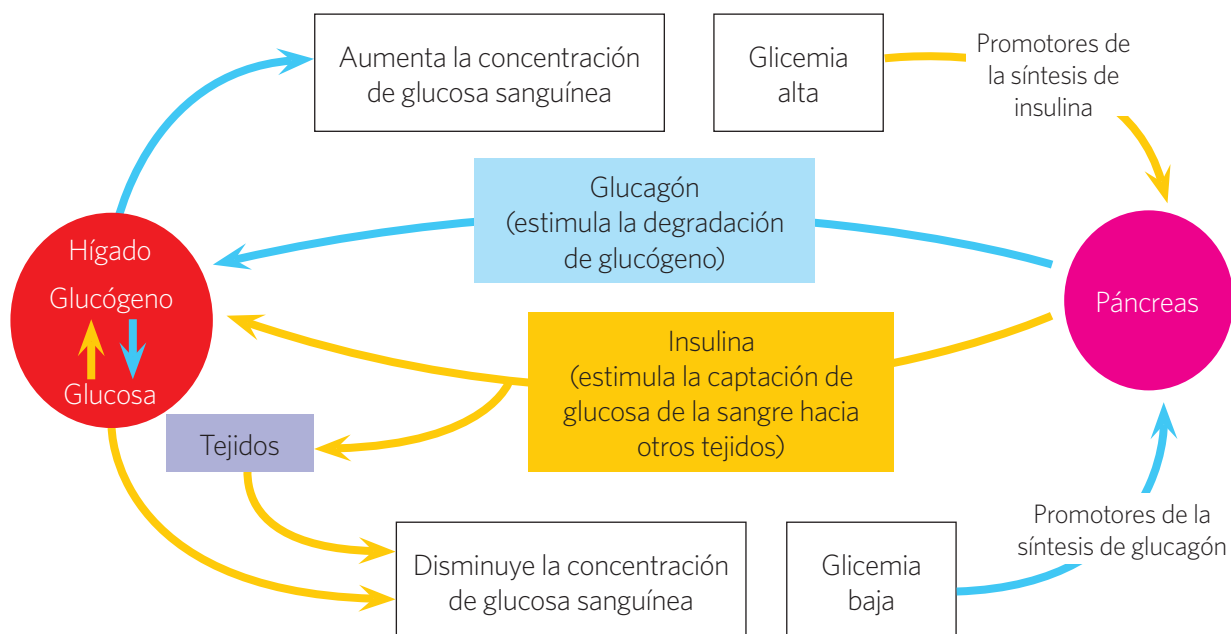 Aumenta la concentración
de glucosa sanguínea
Glicemia
alta
Promotores de
la síntesis de
insulina
Glucagón
(estimula la degradación
de glucógeno)
Hígado
Glucógeno
Glucosa
Páncreas
Insulina
(estimula la captación de
glucosa de la sangre hacia
otros tejidos)
Tejidos
Disminuye la concentración
de glucosa sanguínea
Glicemia
baja
Promotores de la
síntesis de glucagón